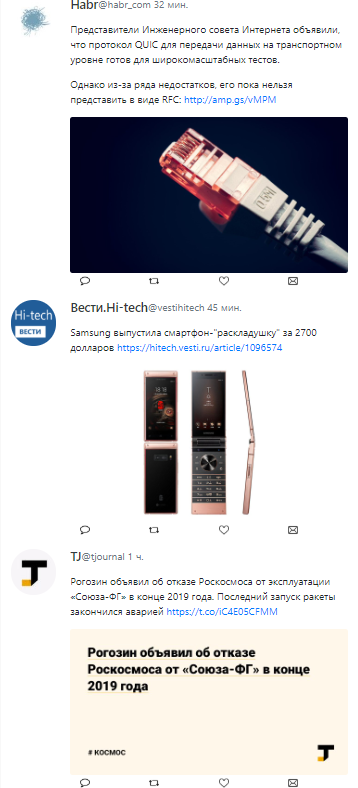 Habr@habr_com 32 мин.
Представители Инженерного совета Интернета объявили,
что протокол QUIC для передачи данных на транспортном
уровне готов для широкомасштабных тестов.
Однако из-за ряда недостатков, его пока нельзя
представить в виде RFC: http://amp.gs/vMPM
Hi-tech
ВЕСТИ
Вести.Hi-tech@vestihitech 45 мин.
Samsung выпустила смартфон-"раскладушку" за 2700
долларов https://hitech.vesti.ru/article/1096574
TJ@tjournal 1 ч.
Рогозин объявил об отказе Роскосмоса от эксплуатации
«Союза-ФГ» в конце 2019 года. Последний запуск ракеты
закончился аварией https://t.co/iC4E05CFMM
Рогозин объявил об отказе
Роскосмоса от «Союза-ФГ» в конце
2019 года
# КОСМОС